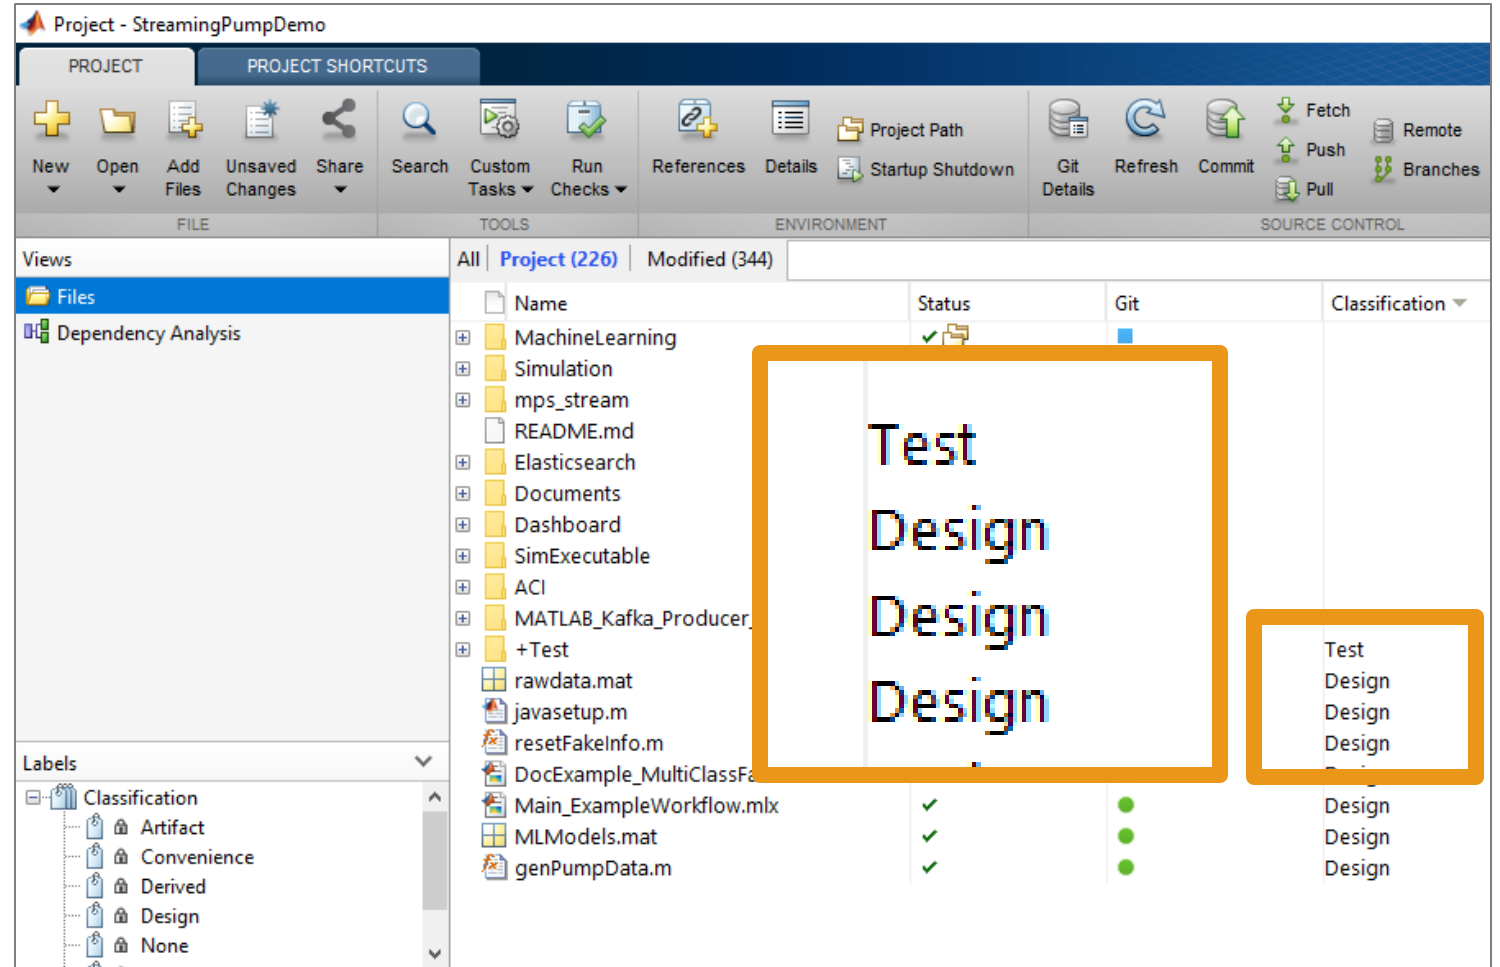 Project - StreamingPumpDemo
PROJECT
PROJECT SHORTCUTS
New
Open
Add Files
Unsaved Changes
Share
Search
Custom Tasks
Run Checks
References
Details
Project Path
Startup Shutdown
Git Details
Refresh
Commit
Fetch
Push
Pull
Remote
Branches
FILE
TOOLS
ENVIRONMENT
SOURCE CONTROL
Views
Files
Dependency Analysis
All
Project (226)
Modified (344)
Name Status Git Classification
MachineLearning
Simulation
mps_stream
README.md
Elasticsearch
Documents
Dashboard
SimExecutable
ACI
MATLAB_Kafka_Producer_
+Test Test
rawdata.mat Design
javasetup.m Design
resetFakeInfo.m Design
DocExample_MultiClassFa
Main_ExampleWorkflow.mlx Design
MLModels.mat Design
genPumpData.m Design
Test
Design
Design
Design
Labels
Classification
Artifact
Convenience
Derived
Design
None